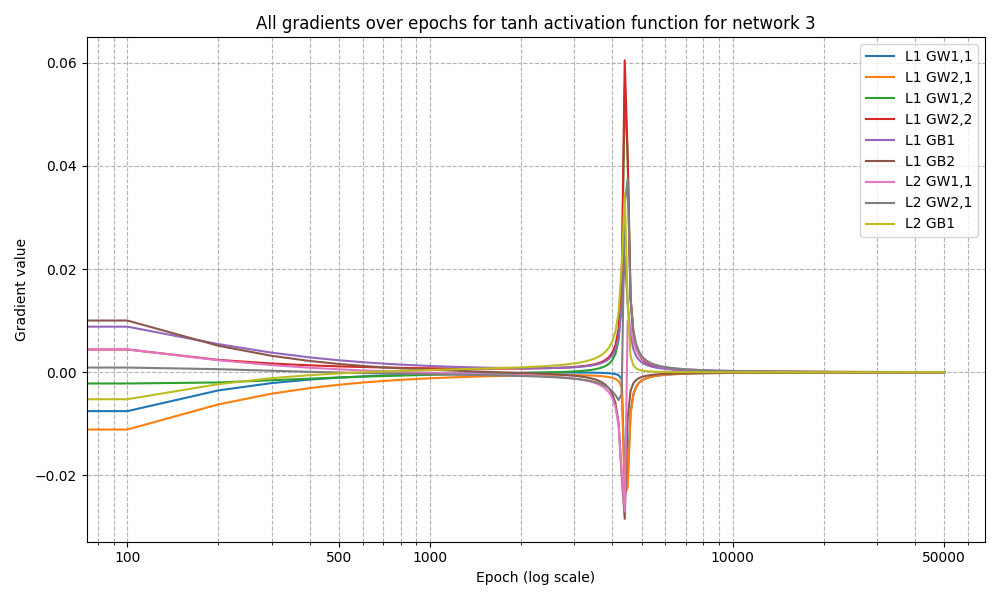 All gradients over epochs for tanh activation function for network 3
Gradient value
0.06
0.04
0.02
0.00
−0.02
L1 GW1,1
L1 GW2,1
L1 GW1,2
L1 GW2,2
L1 GB1
L1 GB2
L2 GW1,1
L2 GW2,1
L2 GB1
100
500
1000
10000
50000
Epoch (log scale)